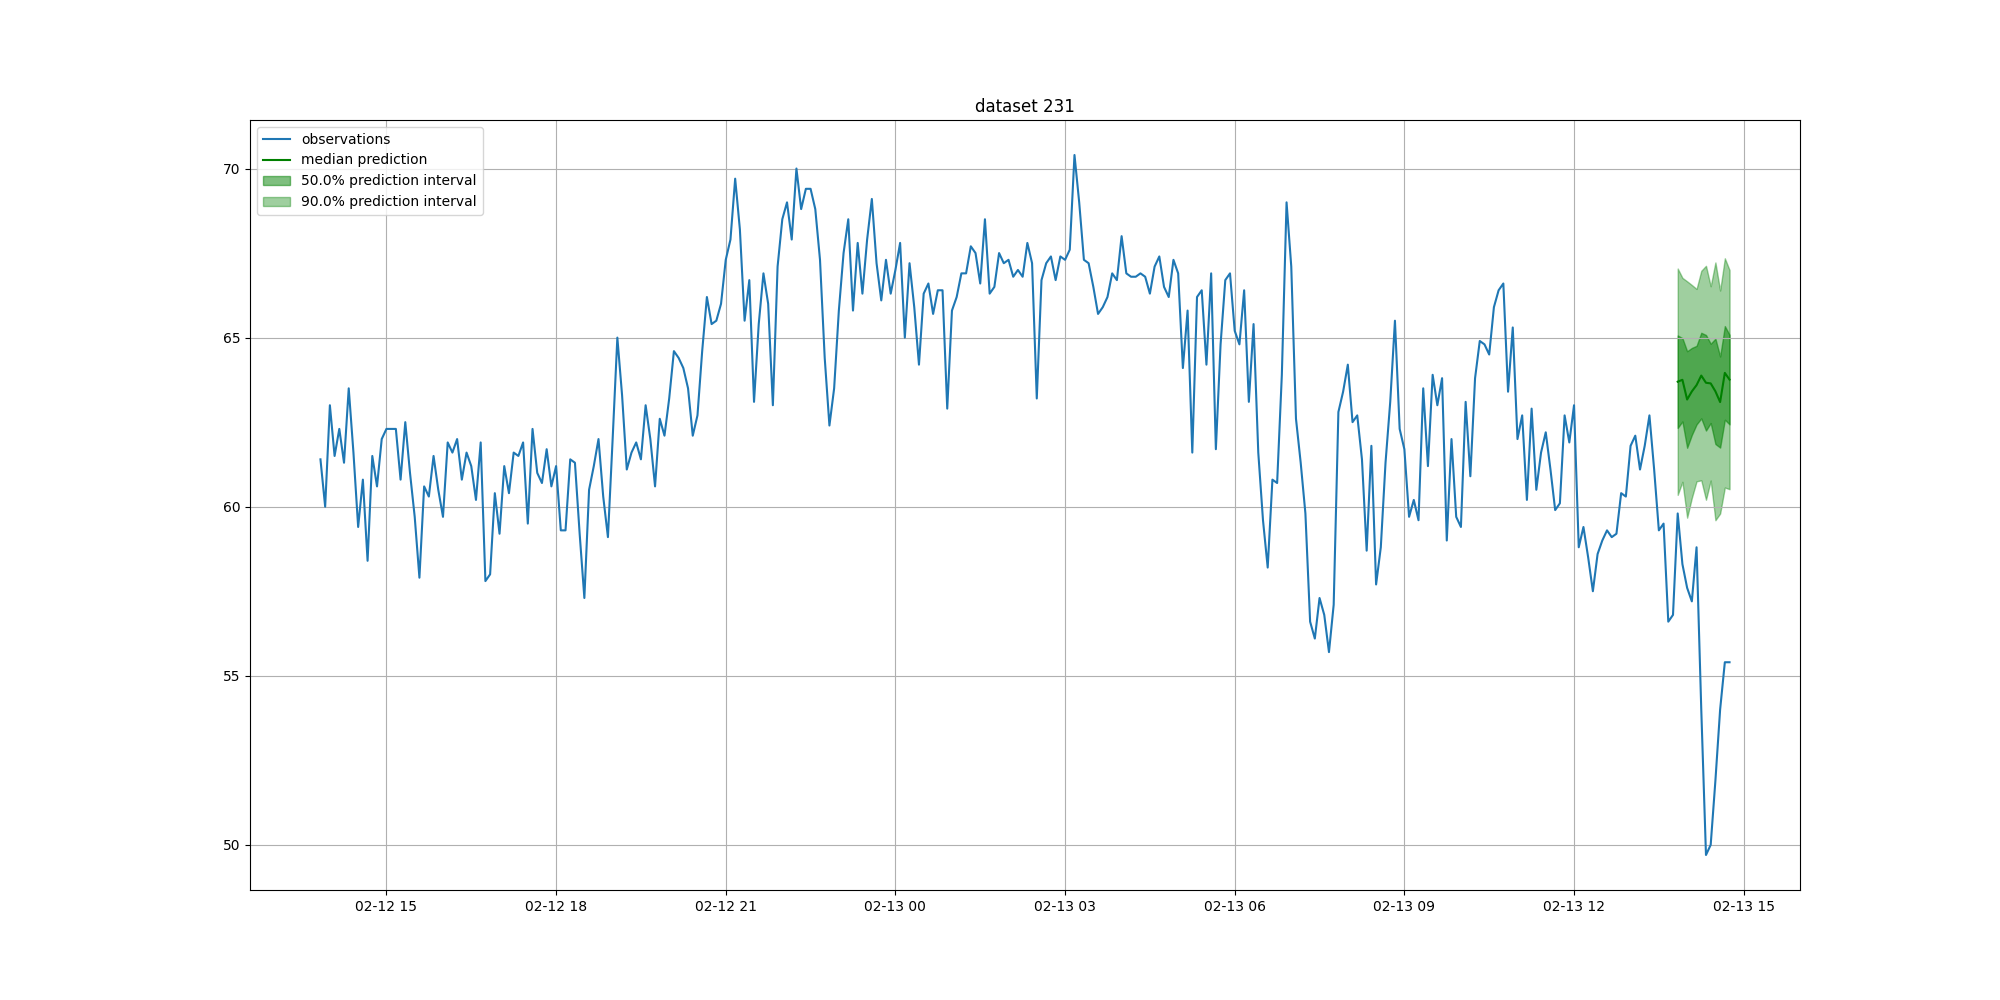 dataset 231
observations
median prediction
50.0% prediction interval
90.0% prediction interval
70
65
60
55
50
02-12 15
02-12 18
02-12 21
02-13 00
02-13 03
02-13 06
02-13 09
02-13 12
02-13 15